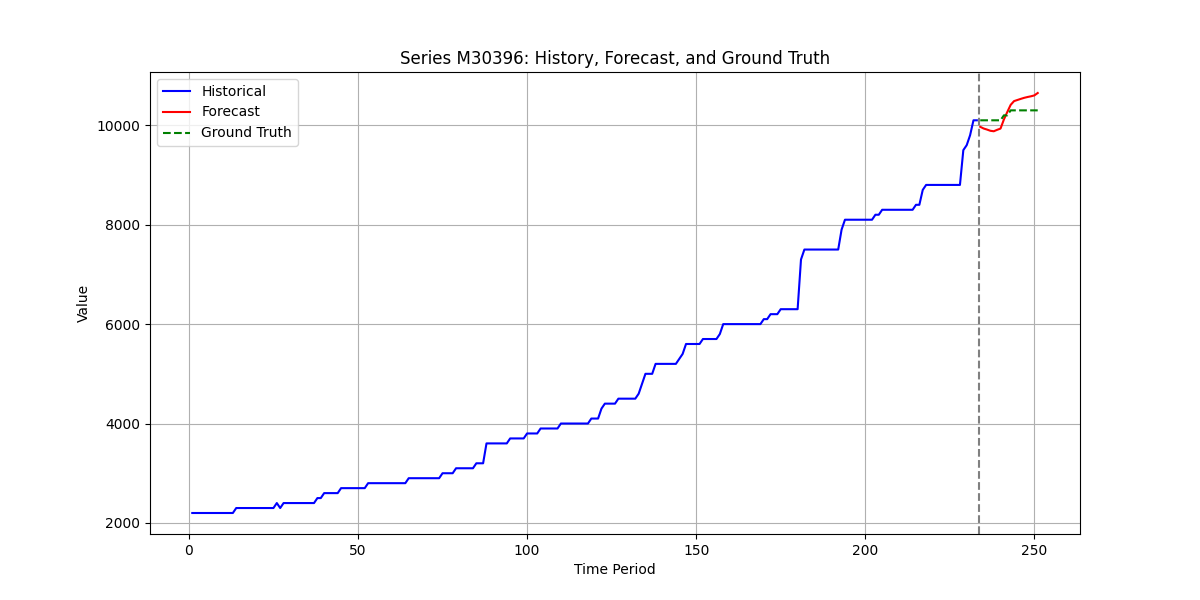 Series M30396: History, Forecast, and Ground Truth
Historical
Forecast
Ground Truth
10000
8000
6000
4000
2000
Value
0 50 100 150 200 250
Time Period